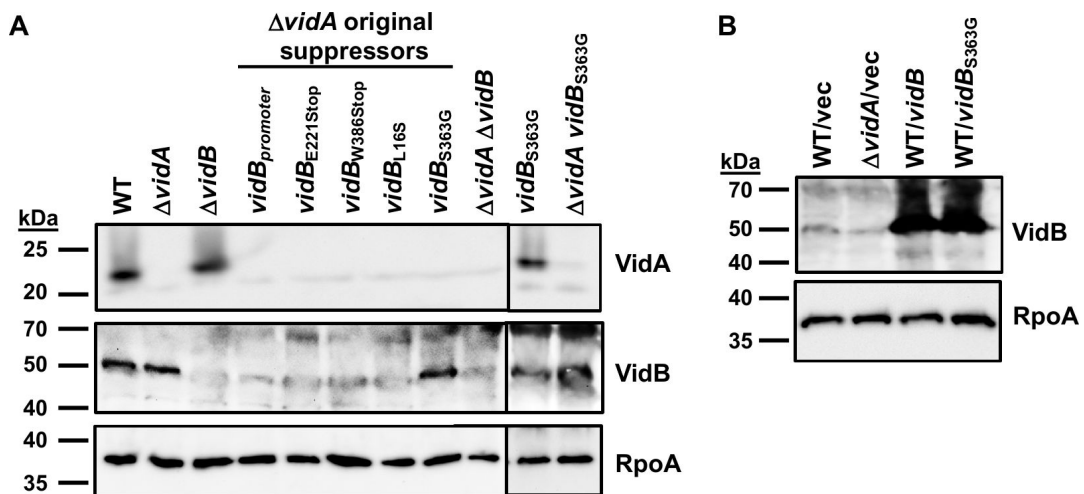 A
ΔvidA original
suppressors
WT
ΔvidA
ΔvidB
vidBpromoter
vidBE221Stop
vidBW386Stop
vidBL16S
vidBS363G
ΔvidA ΔvidB
vidBS363G
ΔvidA vidBS363G
kDa
25
20
VidA
70
50
40
VidB
40
35
RpoA
B
WT/vec
ΔvidA/vec
WT/vidB
WT/vidBS363G
kDa
70
50
40
VidB
40
35
RpoA